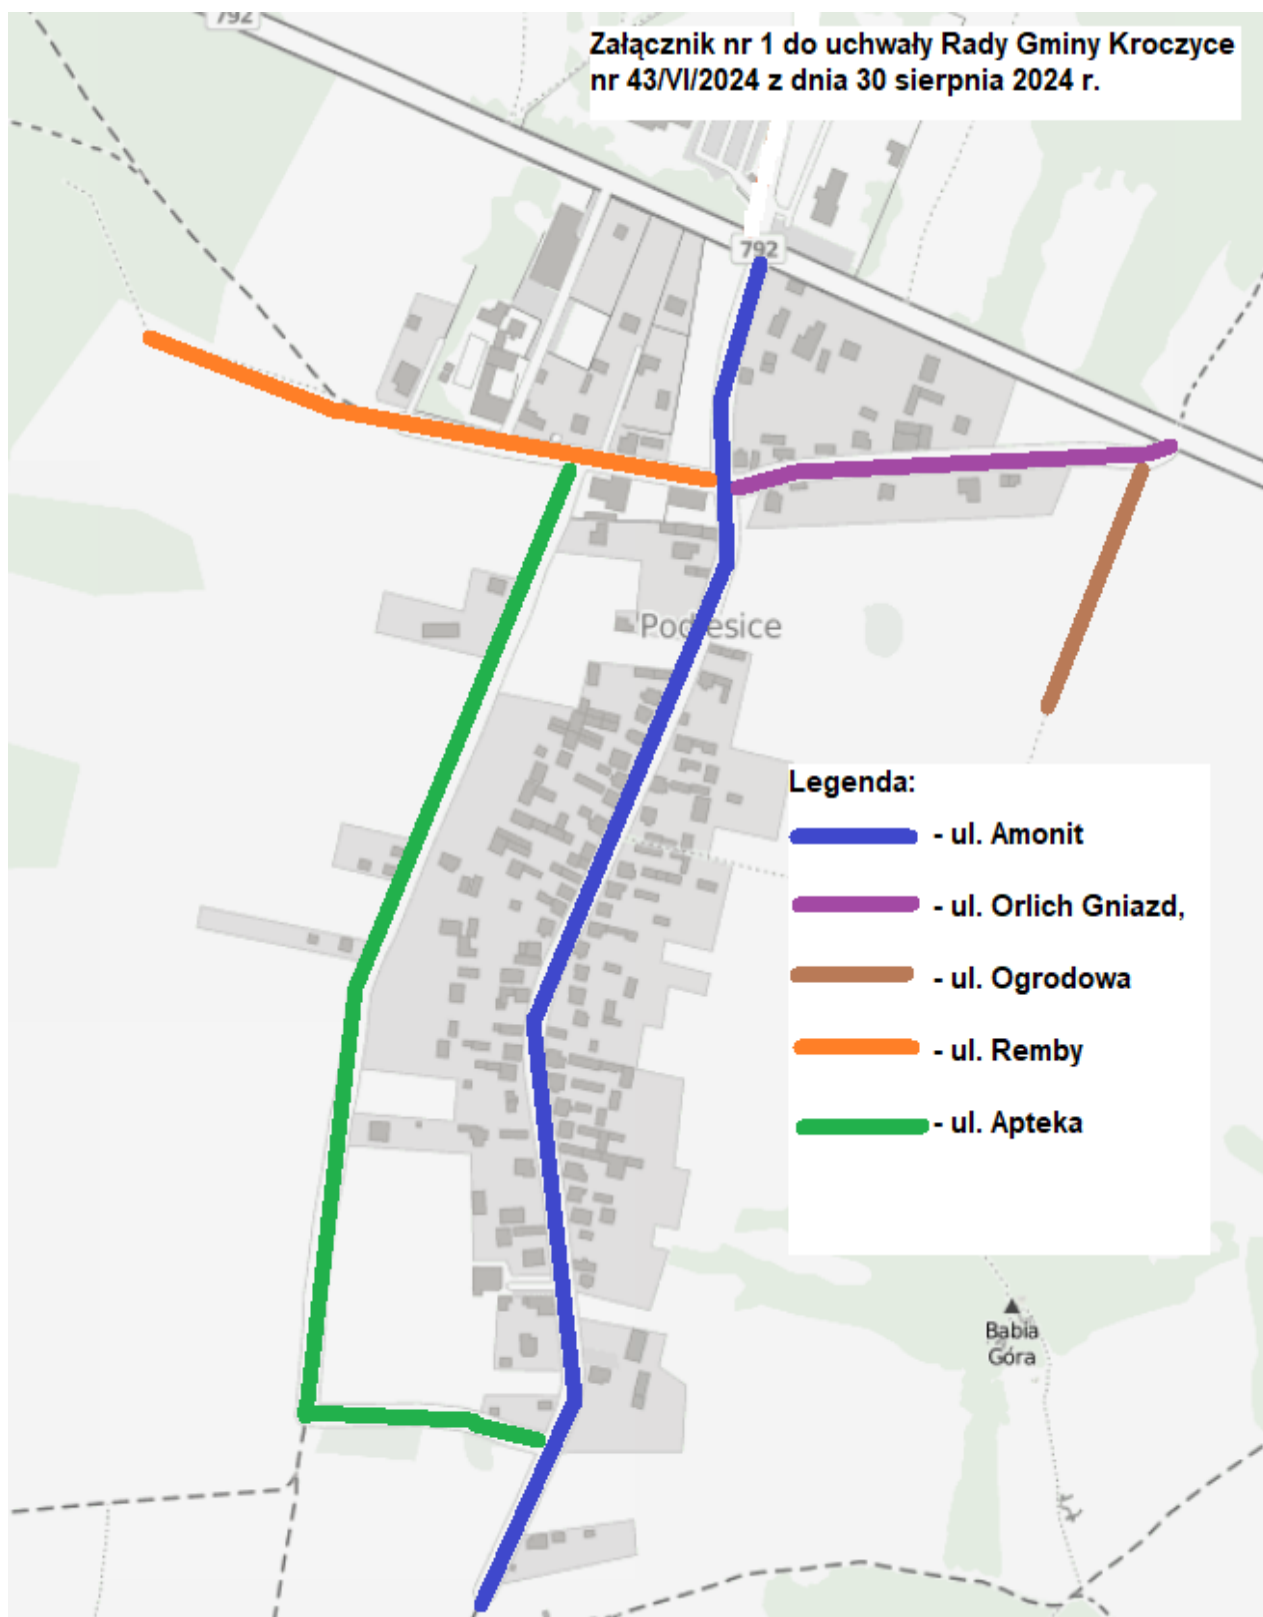 792
Załącznik nr 1 do uchwały Rady Gminy Kroczyce
nr 43/VI/2024 z dnia 30 sierpnia 2024 r.
792
Podlesice
Legenda:
- ul. Amonit
- ul. Orlich Gniazd,
- ul. Ogrodowa
- ul. Remby
- ul. Apteka
Babia
Góra